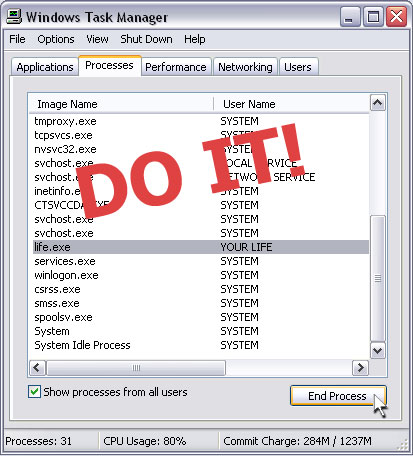 Windows Task Manager
File Options View Shut Down Help
Applications Processes Performance Networking Users
Image Name User Name
tmproxy.exe SYSTEM
tcpsvcs.exe SYSTEM
nvsvc32.exe SYSTEM
svchost.exe LOCAL SERVICE
svchost.exe NETWORK SERVICE
inetinfo.exe SYSTEM
CTSVCCDA.EXE SYSTEM
svchost.exe SYSTEM
svchost.exe SYSTEM
DO IT!
life.exe YOUR LIFE
services.exe SYSTEM
winlogon.exe SYSTEM
csrss.exe SYSTEM
smss.exe SYSTEM
spoolsv.exe SYSTEM
System SYSTEM
System Idle Process SYSTEM
Show processes from all users
End Process
Processes: 31 CPU Usage: 80% Commit Charge: 284M / 1237M